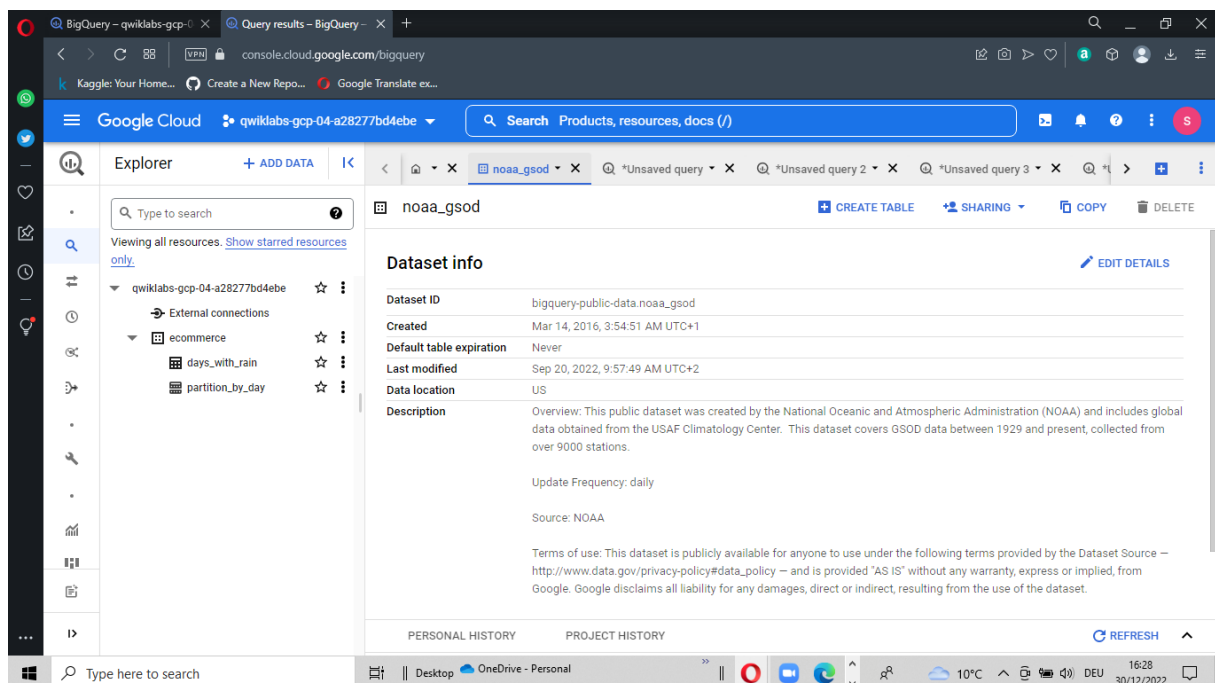 BigQuery – qwiklabs-gcp-0
Query results – BigQuery –
VPN
console.cloud.google.com/bigquery
Kaggle: Your Home...
Create a New Repo...
Google Translate ex...
Google Cloud
qwiklabs-gcp-04-a28277bd4ebe
Search Products, resources, docs (/)
S
Explorer
+ ADD DATA
noaa_gsod
*Unsaved query
*Unsaved query 2
*Unsaved query 3
Type to search
Viewing all resources. Show starred resources
only.
qwiklabs-gcp-04-a28277bd4ebe
External connections
ecommerce
days_with_rain
partition_by_day
noaa_gsod
CREATE TABLE
SHARING
COPY
DELETE
Dataset info
EDIT DETAILS
Dataset ID bigquery-public-data.noaa_gsod
Created Mar 14, 2016, 3:54:51 AM UTC+1
Default table expiration Never
Last modified Sep 20, 2022, 9:57:49 AM UTC+2
Data location US
Description Overview: This public dataset was created by the National Oceanic and Atmospheric Administration (NOAA) and includes global
data obtained from the USAF Climatology Center. This dataset covers GSOD data between 1929 and present, collected from
over 9000 stations.
Update Frequency: daily
Source: NOAA
Terms of use: This dataset is publicly available for anyone to use under the following terms provided by the Dataset Source —
http://www.data.gov/privacy-policy#data_policy — and is provided "AS IS" without any warranty, express or implied, from
Google. Google disclaims all liability for any damages, direct or indirect, resulting from the use of the dataset.
PERSONAL HISTORY
PROJECT HISTORY
REFRESH
Type here to search
Desktop
OneDrive - Personal
10°C
DEU
16:28
30/12/2022